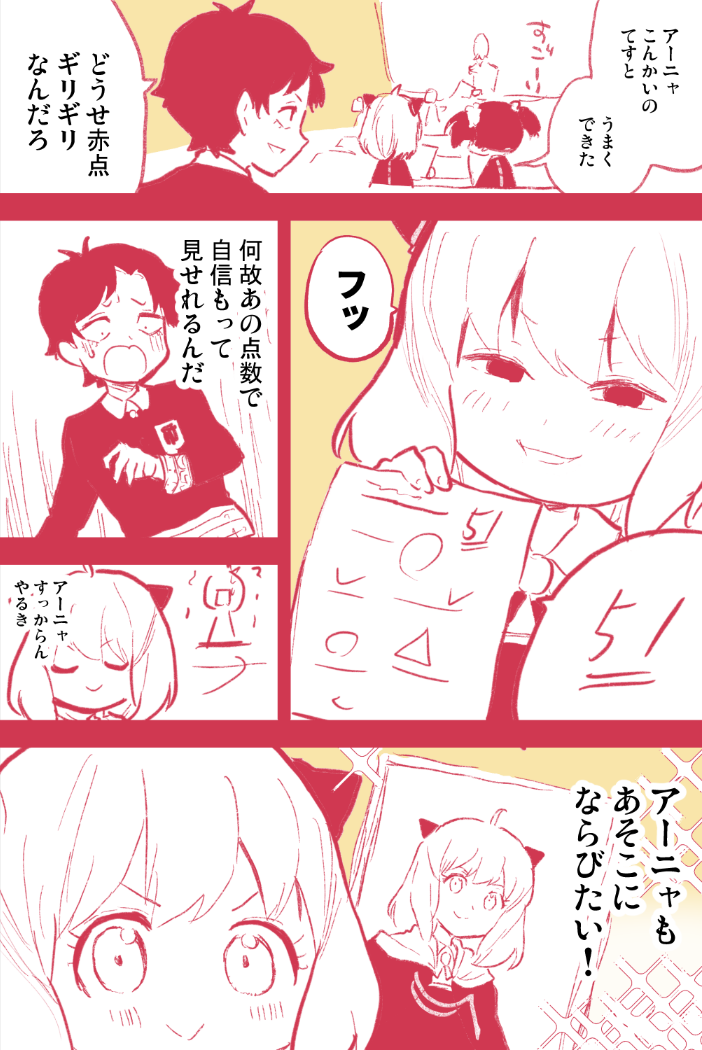 アーニャ
こんかいの
てすと
うまく
できた
すごーい
どうせ赤点
ギリギリ
なんだろ
フッ
51
51
何故あの点数で
自信もって
見せれるんだ
アーニャ
すっからん
やるき
アーニャも
あそこに
ならびたい！